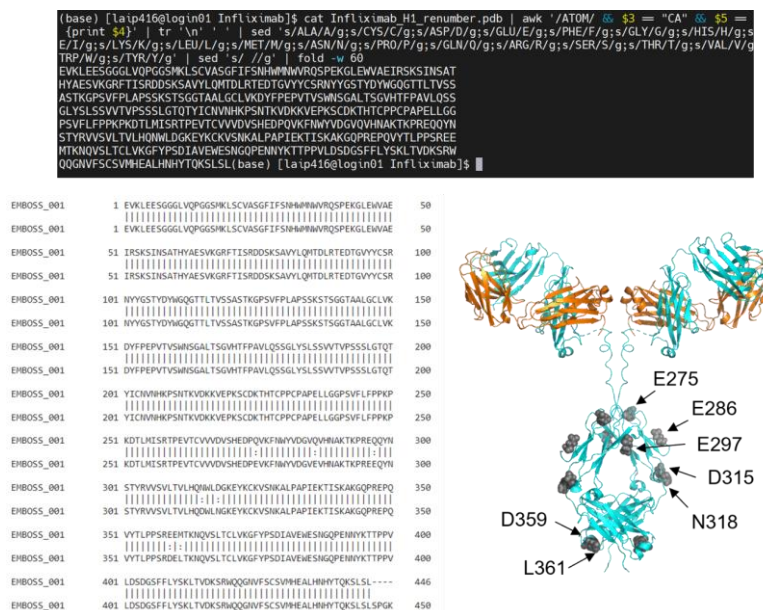 (base) [laip416@login01 Infliximab]$ cat Infliximab_H1_renumber.pdb | awk '/ATOM/ && $3 == "CA" && $5 ==
{print $4}' | tr '\n' ' ' | sed 's/ALA/A/g;s/CYS/C/g;s/ASP/D/g;s/GLU/E/g;s/PHE/F/g;s/GLY/G/g;s/HIS/H/g;s
E/I/g;s/LYS/K/g;s/LEU/L/g;s/MET/M/g;s/ASN/N/g;s/PRO/P/g;s/GLN/Q/g;s/ARG/R/g;s/SER/S/g;s/THR/T/g;s/VAL/V/g
TRP/W/g;s/TYR/Y/g' | sed 's/ //g' | fold -w 60
EVKLEESGGGLVQPGGSMKLSCVASGFIFSNHWMNWVRQSPEKGLEWVAEIRSKSINSAT
HYAESVKGRFTISRDDSKSAVYLQMTDLRTEDTGVYYCSRNYYGSTYDYWGQGTTLTVSS
ASTKGPSVFPLAPSSKSTSGGTAALGCLVKDYFPEPVTVSWNSGALTSGVHTFPAVLQSS
GLYSLSSVVTVPSSSLGTQTYICNVNHKPSNTKVDKKVEPKSCDKTHTCPPCPAPELLGG
PSVFLFPPKPKDTLMISRTPEVTCVVVDVSHEDPQVKFNWYVDGVQVHNAKTKPREQQYN
STYRVVSVLTVLHQNWLDGKEYKCKVSNKALPAPIEKTISKAKGQPREPQVYTLPPSREE
MTKNQVSLTCLVKGFYPSDIAVEWESNGQPENNYKTTPPVLDSDGSFFLYSKLTVDKSRW
QQGNVFSCSVMHEALHNHYTQKSLSL(base) [laip416@login01 Infliximab]$
EMBOSS_001 1 EVKLEESGGGLVQPGGSMKLSCVASGFIFSNHWMNWVRQSPEKGLEWVAE 50
EMBOSS_001 1 EVKLEESGGGLVQPGGSMKLSCVASGFIFSNHWMNWVRQSPEKGLEWVAE 50
EMBOSS_001 51 IRSKSINSATHYAESVKGRFTISRDDSKSAVYLQMTDLRTEDTGVYYCSR 100
EMBOSS_001 51 IRSKSINSATHYAESVKGRFTISRDDSKSAVYLQMTDLRTEDTGVYYCSR 100
EMBOSS_001 101 NYYGSTYDYWGQGTTLTVSSASTKGPSVFPLAPSSKSTSGGTAALGCLVK 150
EMBOSS_001 101 NYYGSTYDYWGQGTTLTVSSASTKGPSVFPLAPSSKSTSGGTAALGCLVK 150
EMBOSS_001 151 DYFPEPVTVSWNSGALTSGVHTFPAVLQSSGLYSLSSVVTVPSSSLGTQT 200
EMBOSS_001 151 DYFPEPVTVSWNSGALTSGVHTFPAVLQSSGLYSLSSVVTVPSSSLGTQT 200
EMBOSS_001 201 YICNVNHKPSNTKVDKKVEPKSCDKTHTCPPCPAPELLGGPSVFLFPPKP 250
EMBOSS_001 201 YICNVNHKPSNTKVDKKVEPKSCDKTHTCPPCPAPELLGGPSVFLFPPKP 250
EMBOSS_001 251 KDTLMISRTPEVTCVVVDVSHEDPQVKFNWYVDGVQVHNAKTKPREQQYN 300
EMBOSS_001 251 KDTLMISRTPEVTCVVVDVSHEDPEVKFNWYVDGVEVHNAKTKPREEQYN 300
EMBOSS_001 301 STYRVVSVLTVLHQNWLDGKEYKCKVSNKALPAPIEKTISKAKGQPREPQ 350
EMBOSS_001 301 STYRVVSVLTVLHQDWLNGKEYKCKVSNKALPAPIEKTISKAKGQPREPQ 350
EMBOSS_001 351 VYTLPPSREEMTKNQVSLTCLVKGFYPSDIAVEWESNGQPENNYKTTPPV 400
EMBOSS_001 351 VYTLPPSRDELTKNQVSLTCLVKGFYPSDIAVEWESNGQPENNYKTTPPV 400
EMBOSS_001 401 LDSDGSFFLYSKLTVDKSRWQQGNVFSCSVMHEALHNHYTQKSLSL---- 446
EMBOSS_001 401 LDSDGSFFLYSKLTVDKSRWQQGNVFSCSVMHEALHNHYTQKSLSLSPGK 450
E275
E286
E297
D315
N318
D359
L361